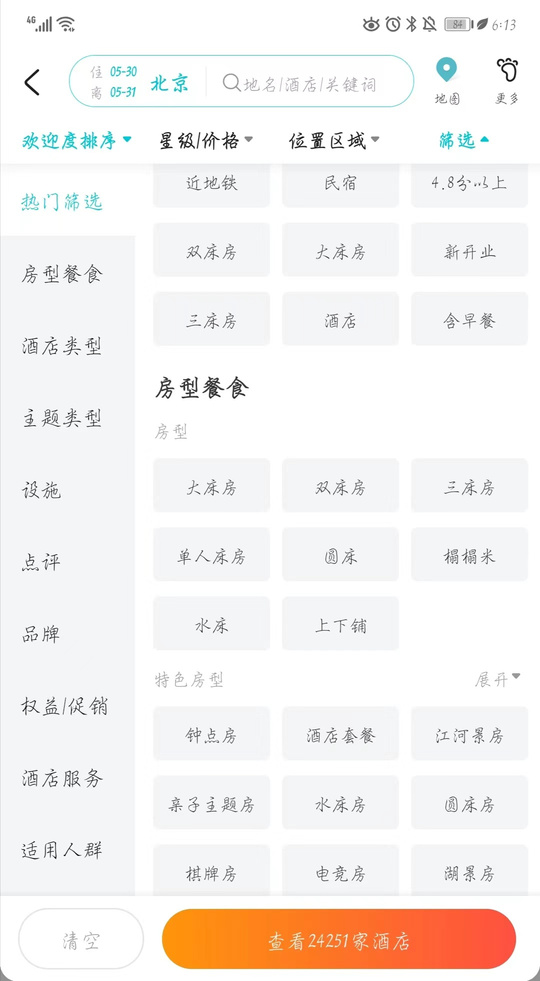 4G 84 6:13
住 05-30 离 05-31 北京 地名/酒店/关键词 地图 更多
欢迎度排序 星级/价格 位置区域 筛选
热门筛选
房型餐食
酒店类型
主题类型
设施
点评
品牌
权益/促销
酒店服务
适用人群
近地铁 民宿 4.8分以上
双床房 大床房 新开业
三床房 酒店 含早餐
房型餐食
房型
大床房 双床房 三床房
单人床房 圆床 榻榻米
水床 上下铺
特色房型 展开
钟点房 酒店套餐 江河景房
亲子主题房 水床房 圆床房
棋牌房 电竞房 湖景房
清空 查看24251家酒店